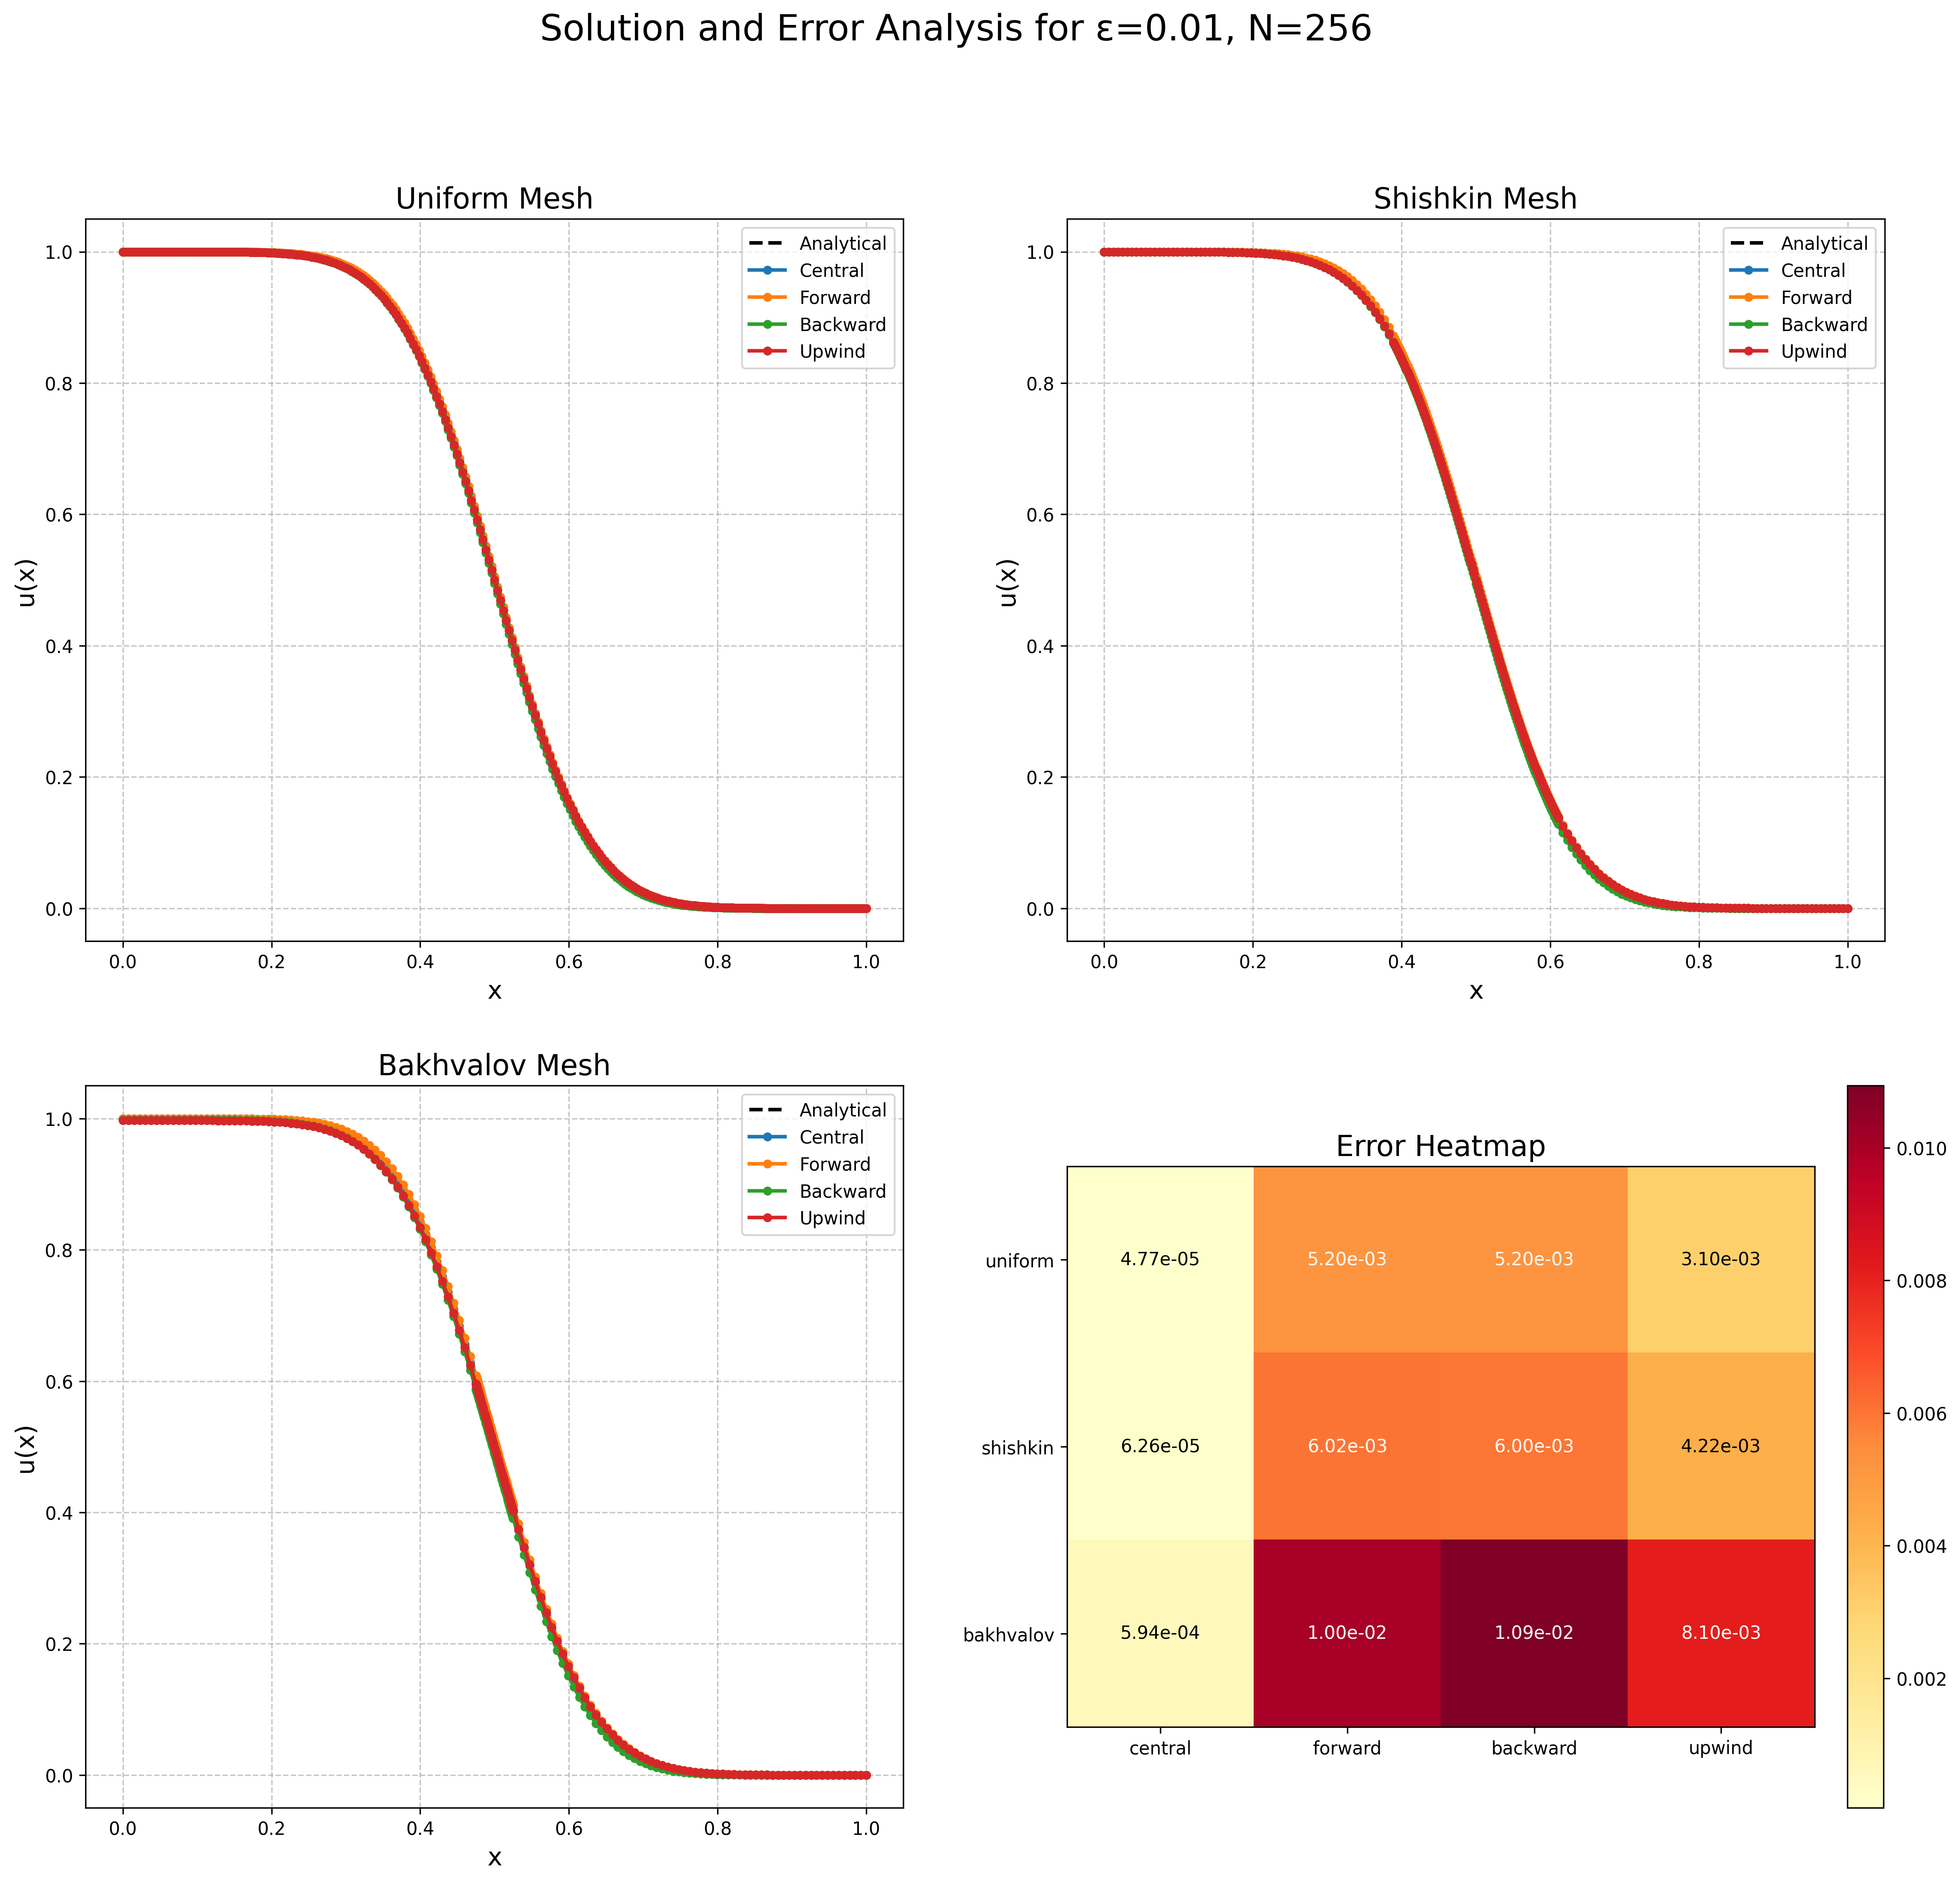 Solution and Error Analysis for ε=0.01, N=256
Uniform Mesh
1.0
0.8
0.6
0.4
0.2
0.0
u(x)
0.0 0.2 0.4 0.6 0.8 1.0
x
Analytical
Central
Forward
Backward
Upwind
Shishkin Mesh
1.0
0.8
0.6
0.4
0.2
0.0
u(x)
0.0 0.2 0.4 0.6 0.8 1.0
x
Analytical
Central
Forward
Backward
Upwind
Bakhvalov Mesh
1.0
0.8
0.6
0.4
0.2
0.0
u(x)
0.0 0.2 0.4 0.6 0.8 1.0
x
Analytical
Central
Forward
Backward
Upwind
Error Heatmap
uniform 4.77e-05 5.20e-03 5.20e-03 3.10e-03
shishkin 6.26e-05 6.02e-03 6.00e-03 4.22e-03
bakhvalov 5.94e-04 1.00e-02 1.09e-02 8.10e-03
central forward backward upwind
0.010
0.008
0.006
0.004
0.002